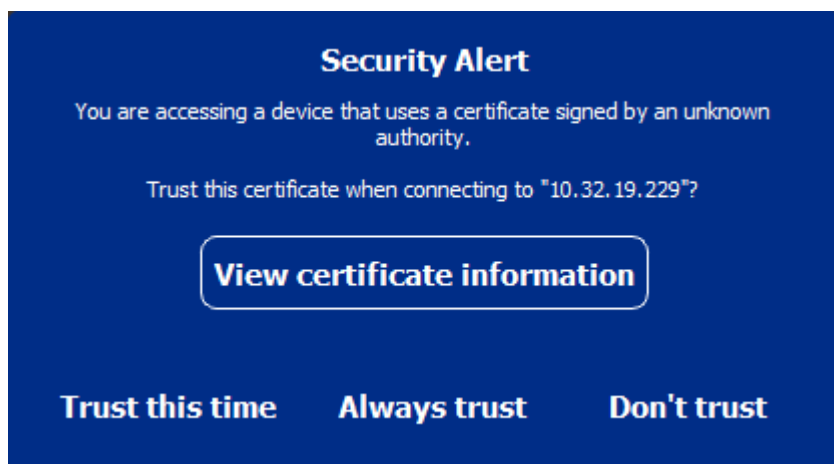 Security Alert
You are accessing a device that uses a certificate signed by an unknown
authority.
Trust this certificate when connecting to "10.32.19.229"?
View certificate information
Trust this time Always trust Don't trust